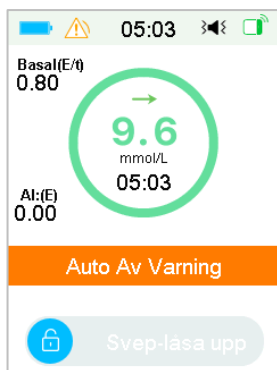 05:03
Basal(E/t)
0.80
9.6
mmol/L
05:03
AI:(E)
0.00
Auto Av Varning
Svep-låsa upp